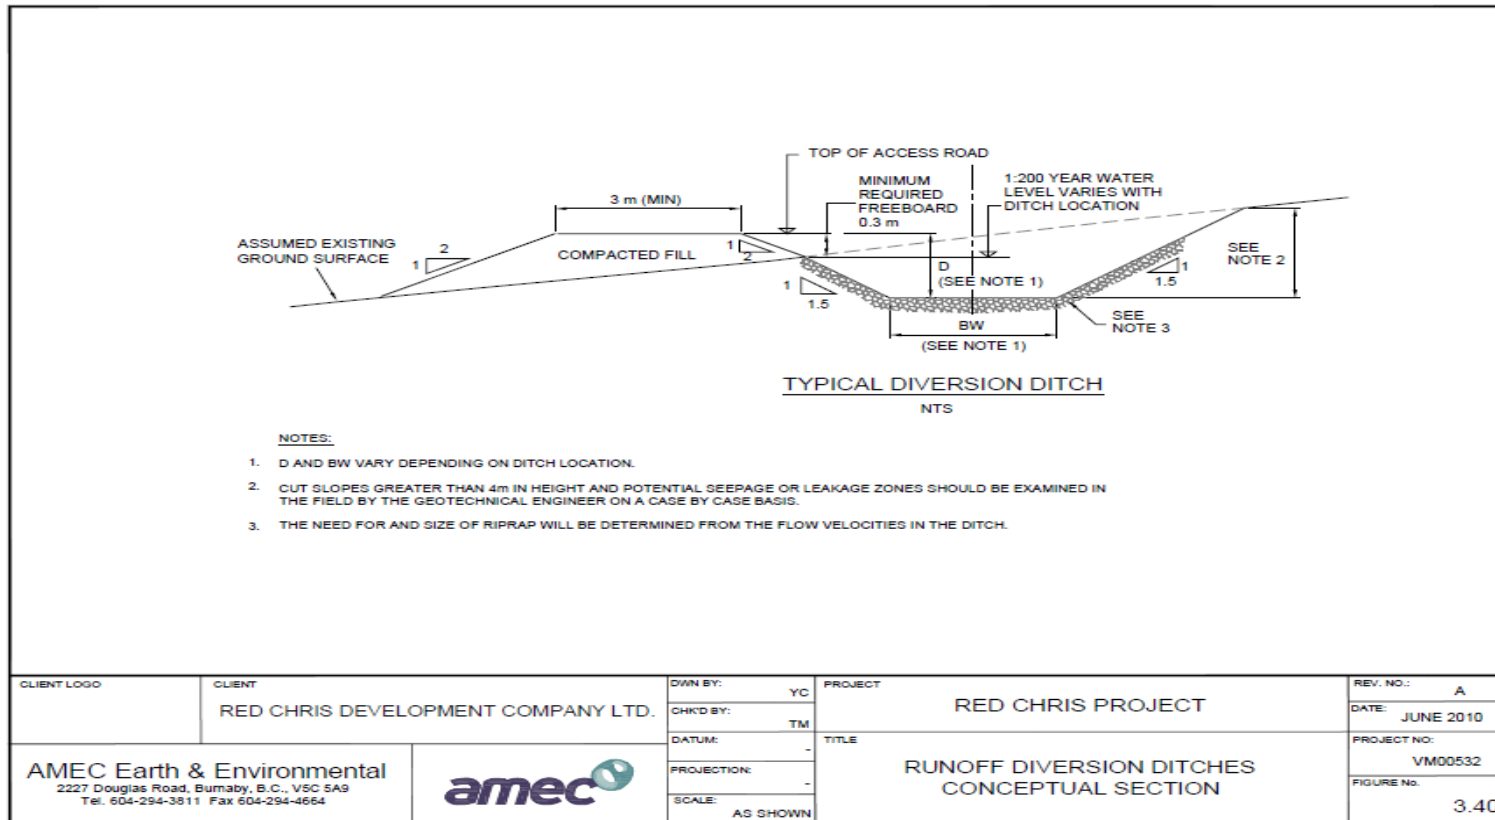 TOP OF ACCESS ROAD
MINIMUM
REQUIRED
FREEBOARD
0.3 m
1:200 YEAR WATER
LEVEL VARIES WITH
DITCH LOCATION
3 m (MIN)
ASSUMED EXISTING
GROUND SURFACE
2
1
COMPACTED FILL
1
2
D
(SEE NOTE 1)
SEE
NOTE 2
1
1.5
1
1.5
SEE
NOTE 3
BW
(SEE NOTE 1)
TYPICAL DIVERSION DITCH
NTS
NOTES:
1. D AND BW VARY DEPENDING ON DITCH LOCATION.
2. CUT SLOPES GREATER THAN 4m IN HEIGHT AND POTENTIAL SEEPAGE OR LEAKAGE ZONES SHOULD BE EXAMINED IN
THE FIELD BY THE GEOTECHNICAL ENGINEER ON A CASE BY CASE BASIS.
3. THE NEED FOR AND SIZE OF RIPRAP WILL BE DETERMINED FROM THE FLOW VELOCITIES IN THE DITCH.
CLIENT LOGO
CLIENT
RED CHRIS DEVELOPMENT COMPANY LTD.
DWN BY:
YC
CHK'D BY:
TM
DATUM:
-
PROJECTION:
-
SCALE:
AS SHOWN
PROJECT
RED CHRIS PROJECT
TITLE
RUNOFF DIVERSION DITCHES
CONCEPTUAL SECTION
REV. NO.:
A
DATE:
JUNE 2010
PROJECT NO:
VM00532
FIGURE No.
3.40
AMEC Earth & Environmental
2227 Douglas Road, Burnaby, B.C., V5C 5A9
Tel. 604-294-3811 Fax 604-294-4664
amec